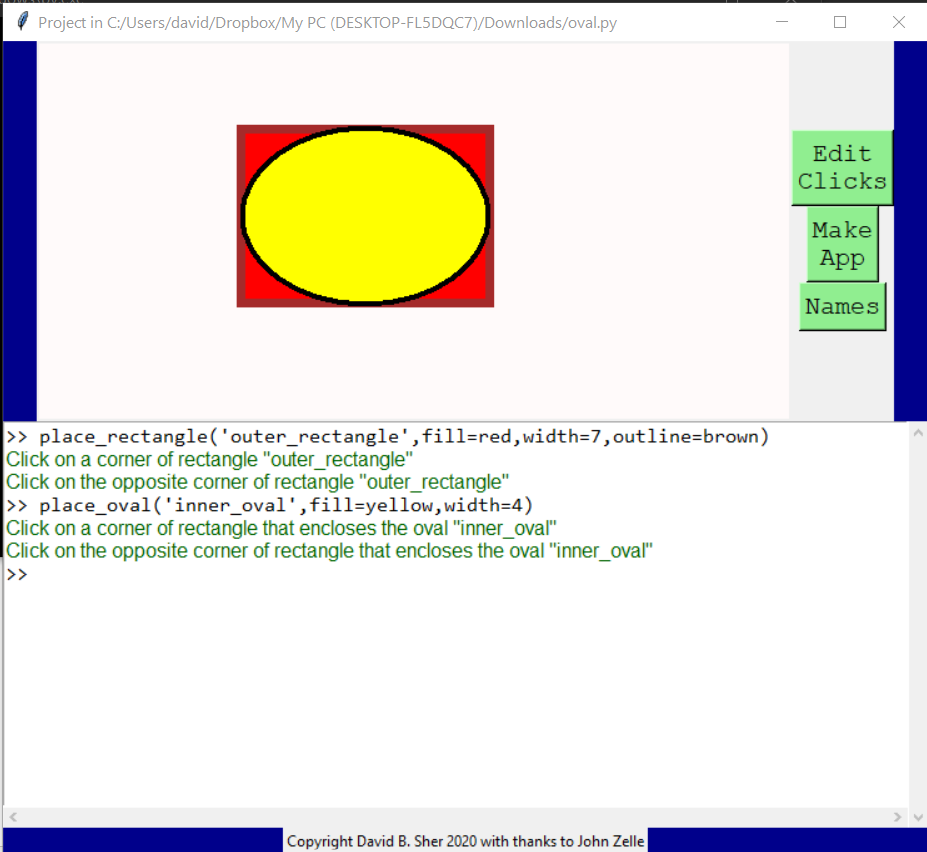 Project in C:/Users/david/Dropbox/My PC (DESKTOP-FL5DQC7)/Downloads/oval.py
Edit
Clicks
Make
App
Names
>> place_rectangle('outer_rectangle',fill=red,width=7,outline=brown)
Click on a corner of rectangle "outer_rectangle"
Click on the opposite corner of rectangle "outer_rectangle"
>> place_oval('inner_oval',fill=yellow,width=4)
Click on a corner of rectangle that encloses the oval "inner_oval"
Click on the opposite corner of rectangle that encloses the oval "inner_oval"
>>
Copyright David B. Sher 2020 with thanks to John Zelle